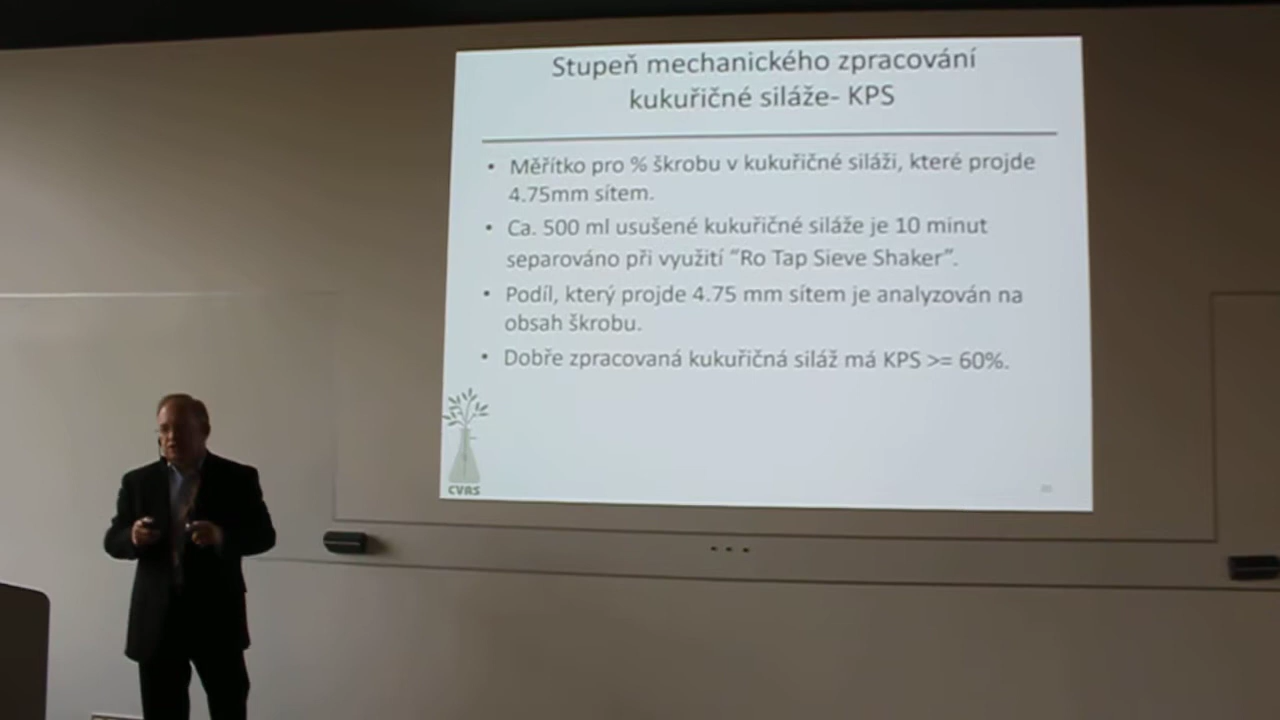 Stupeň mechanického zpracování
kukuřičné siláže- KPS
• Měřítko pro % škrobu v kukuřičné siláži, které projde
4.75mm sítem.
• Ca. 500 ml usušené kukuřičné siláže je 10 minut
separováno při využití “Ro Tap Sieve Shaker”.
• Podíl, který projde 4.75 mm sítem je analyzován na
obsah škrobu.
• Dobře zpracovaná kukuřičná siláž má KPS >= 60%.
CVAS